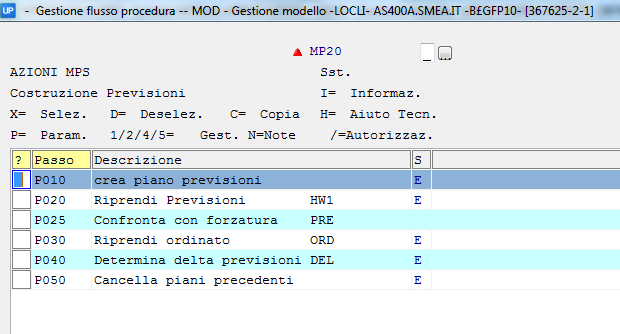 UP - Gestione flusso procedura -- MOD - Gestione modello -LOCLI- AS400A.SMEA.IT -B£GFP10- [367625-2-1]
MP20 _ ...
AZIONI MPS Sst.
Costruzione Previsioni I= Informaz.
X= Selez. D= Deselez. C= Copia H= Aiuto Tecn.
P= Param. 1/2/4/5= Gest. N=Note /=Autorizzaz.
? Passo Descrizione S
P010 crea piano previsioni E
P020 Riprendi Previsioni HW1 E
P025 Confronta con forzatura PRE
P030 Riprendi ordinato ORD E
P040 Determina delta previsioni DEL E
P050 Cancella piani precedenti E